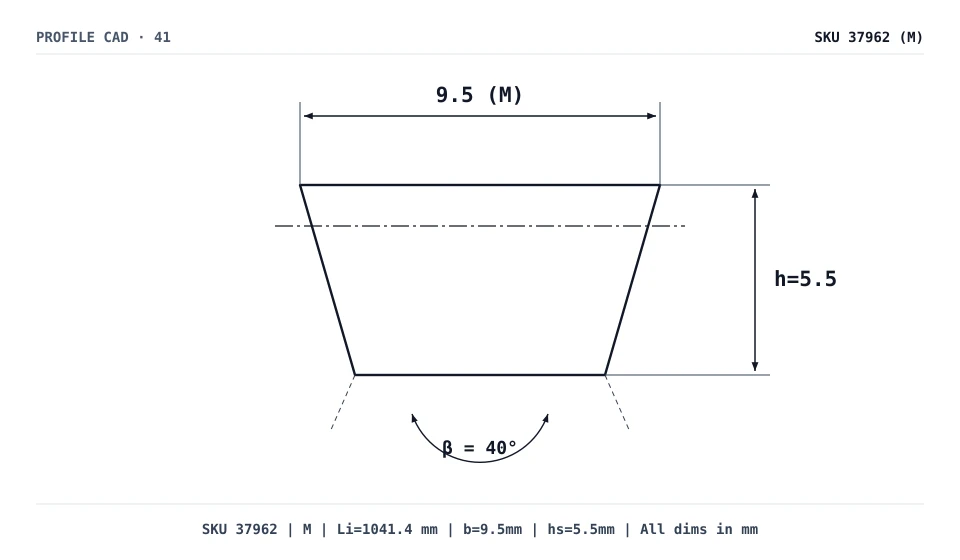 PROFILE CAD · 41
SKU 37962 (M)
9.5 (M)
h=5.5
β = 40°
SKU 37962 | M | Li=1041.4 mm | b=9.5mm | hs=5.5mm | All dims in mm